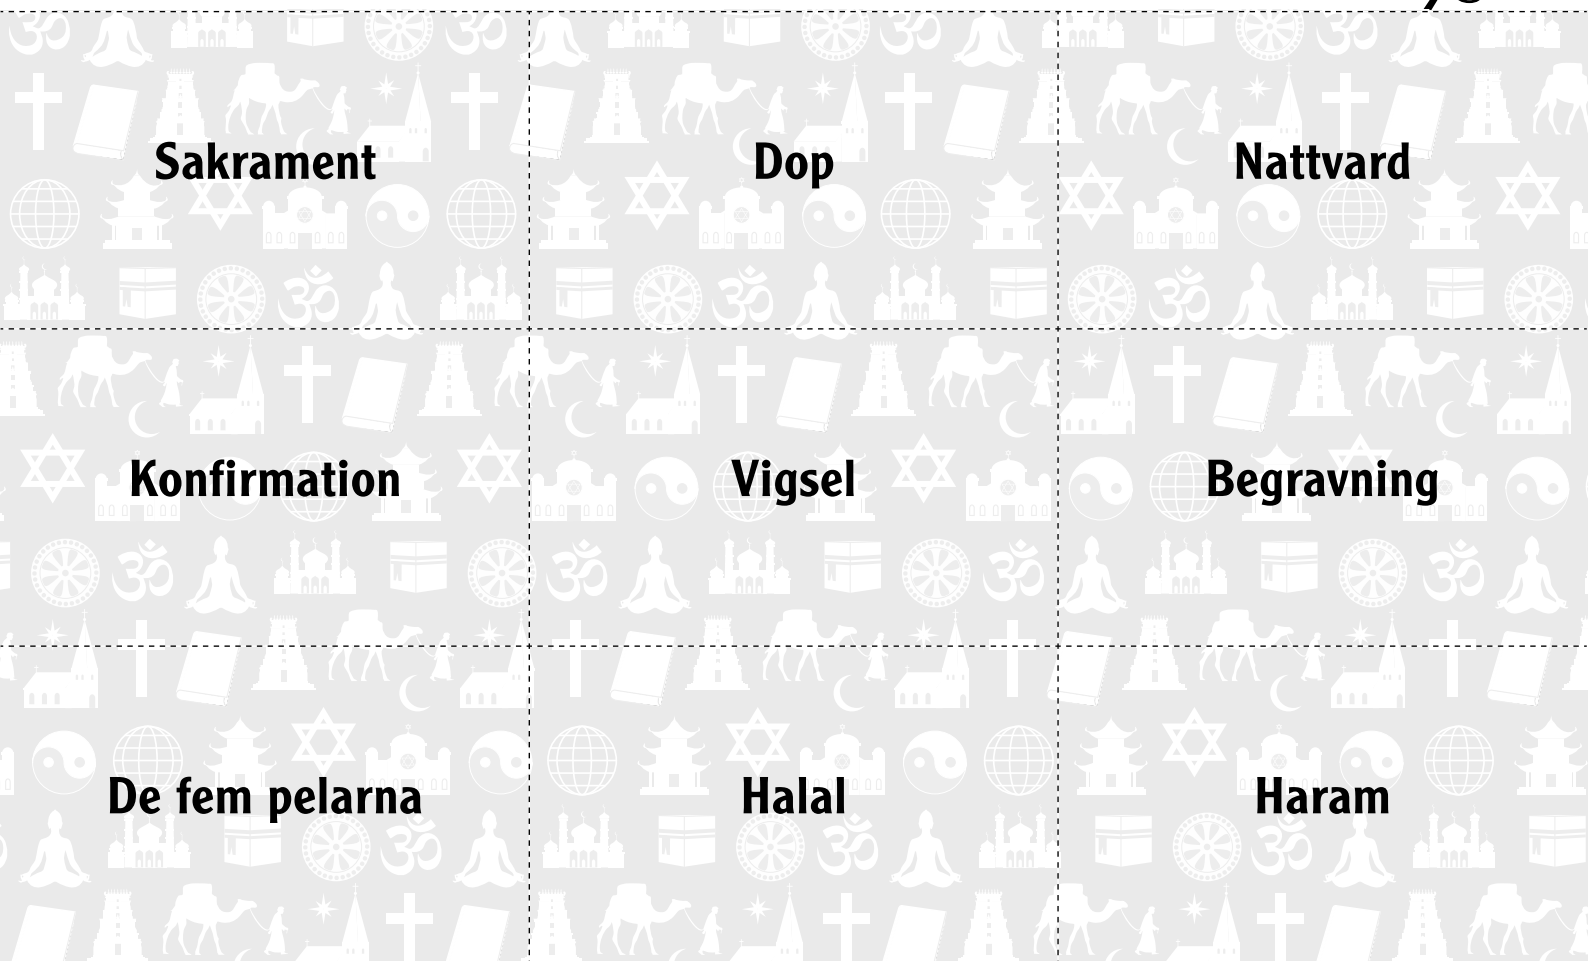 Sakrament
Dop
Nattvard
Konfirmation
Vigsel
Begravning
De fem pelarna
Halal
Haram